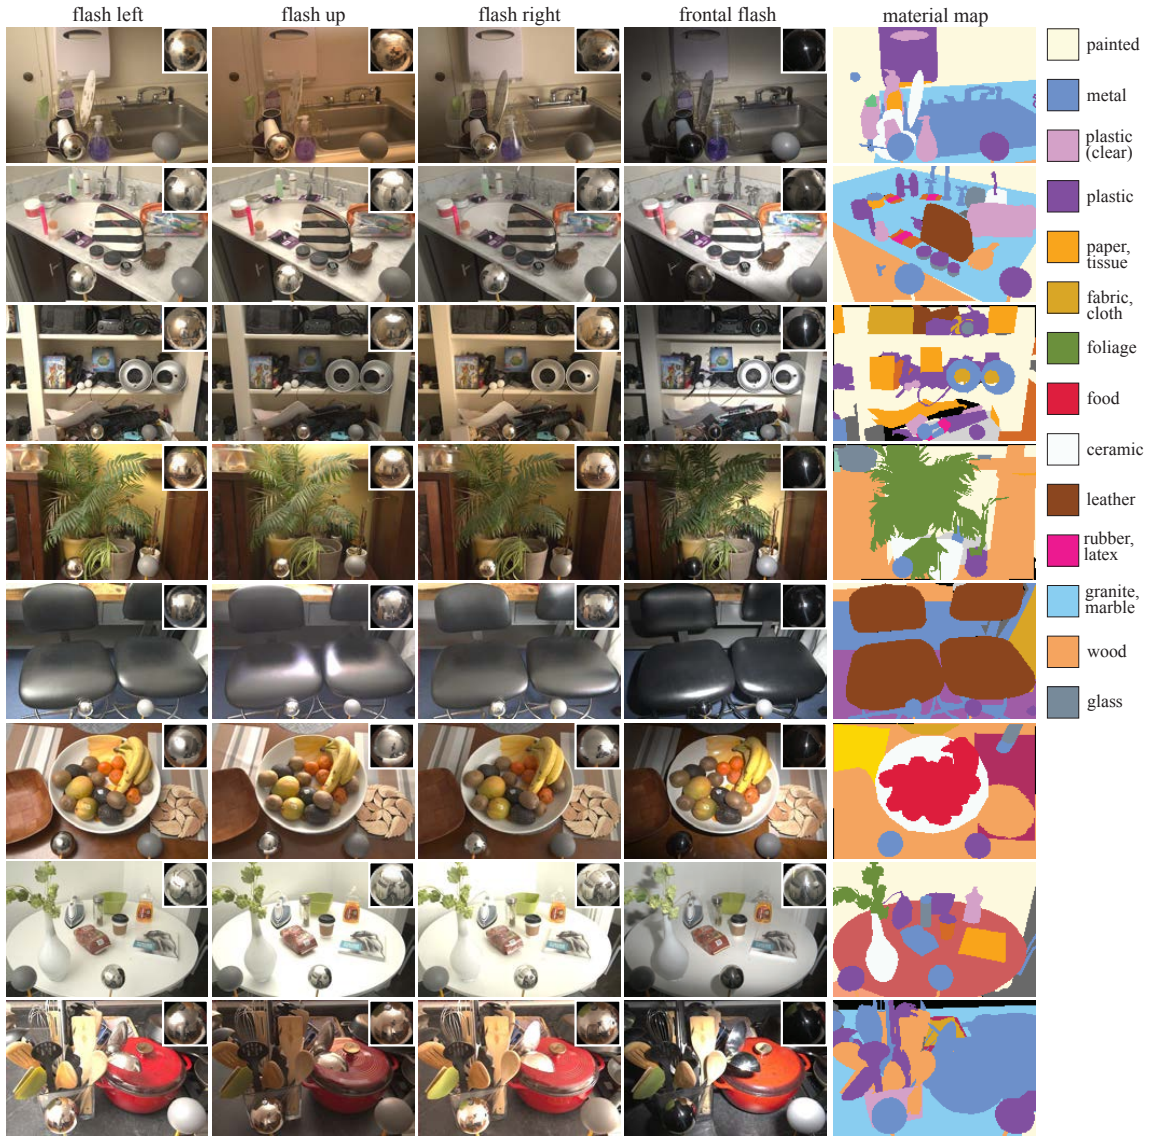 flash left
flash up
flash right
frontal flash
material map
painted
metal
plastic
(clear)
plastic
paper,
tissue
fabric,
cloth
foliage
food
ceramic
leather
rubber,
latex
granite,
marble
wood
glass